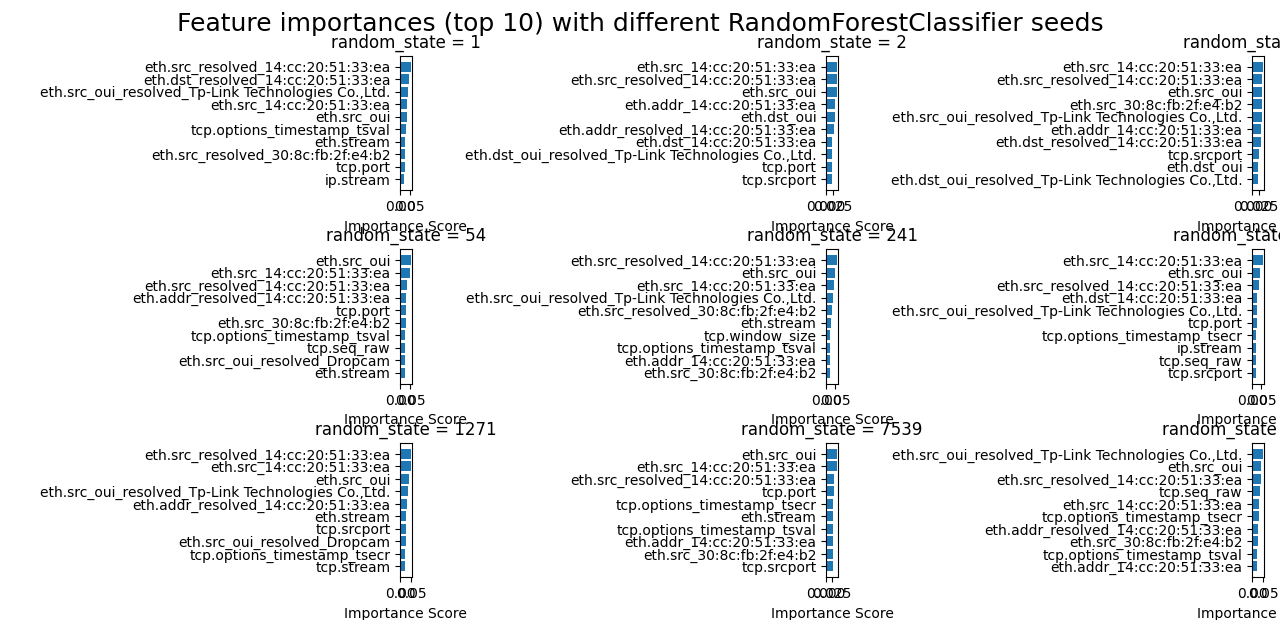 Feature importances (top 10) with different RandomForestClassifier seeds
random_state = 1
eth.src_resolved_14:cc:20:51:33:ea
eth.dst_resolved_14:cc:20:51:33:ea
eth.src_oui_resolved_Tp-Link Technologies Co.,Ltd.
eth.src_14:cc:20:51:33:ea
eth.src_oui
tcp.options_timestamp_tsval
eth.stream
eth.src_resolved_30:8c:fb:2f:e4:b2
tcp.port
ip.stream
Importance Score
random_state = 2
eth.src_14:cc:20:51:33:ea
eth.src_resolved_14:cc:20:51:33:ea
eth.src_oui
eth.addr_14:cc:20:51:33:ea
eth.dst_oui
eth.addr_resolved_14:cc:20:51:33:ea
eth.dst_14:cc:20:51:33:ea
eth.dst_oui_resolved_Tp-Link Technologies Co.,Ltd.
tcp.port
tcp.srcport
Importance Score
random_sta
eth.src_14:cc:20:51:33:ea
eth.src_resolved_14:cc:20:51:33:ea
eth.src_oui
eth.src_30:8c:fb:2f:e4:b2
eth.src_oui_resolved_Tp-Link Technologies Co.,Ltd.
eth.addr_14:cc:20:51:33:ea
eth.dst_resolved_14:cc:20:51:33:ea
tcp.srcport
eth.dst_oui
eth.dst_oui_resolved_Tp-Link Technologies Co.,Ltd.
Importance
random_state = 54
eth.src_oui
eth.src_14:cc:20:51:33:ea
eth.src_resolved_14:cc:20:51:33:ea
eth.addr_resolved_14:cc:20:51:33:ea
tcp.port
eth.src_30:8c:fb:2f:e4:b2
tcp.options_timestamp_tsval
tcp.seq_raw
eth.src_oui_resolved_Dropcam
eth.stream
Importance Score
random_state = 241
eth.src_resolved_14:cc:20:51:33:ea
eth.src_oui
eth.src_14:cc:20:51:33:ea
eth.src_oui_resolved_Tp-Link Technologies Co.,Ltd.
eth.src_resolved_30:8c:fb:2f:e4:b2
eth.stream
tcp.window_size
tcp.options_timestamp_tsval
eth.addr_14:cc:20:51:33:ea
eth.src_30:8c:fb:2f:e4:b2
Importance Score
random_state
eth.src_14:cc:20:51:33:ea
eth.src_oui
eth.src_resolved_14:cc:20:51:33:ea
eth.dst_14:cc:20:51:33:ea
eth.src_oui_resolved_Tp-Link Technologies Co.,Ltd.
tcp.port
tcp.options_timestamp_tsecr
ip.stream
tcp.seq_raw
tcp.srcport
Importance
random_state = 1271
eth.src_resolved_14:cc:20:51:33:ea
eth.src_14:cc:20:51:33:ea
eth.src_oui
eth.src_oui_resolved_Tp-Link Technologies Co.,Ltd.
eth.addr_resolved_14:cc:20:51:33:ea
eth.stream
tcp.srcport
eth.src_oui_resolved_Dropcam
tcp.options_timestamp_tsecr
tcp.stream
Importance Score
random_state = 7539
eth.src_oui
eth.src_14:cc:20:51:33:ea
eth.src_resolved_14:cc:20:51:33:ea
tcp.port
tcp.options_timestamp_tsecr
eth.stream
tcp.options_timestamp_tsval
eth.addr_14:cc:20:51:33:ea
eth.src_30:8c:fb:2f:e4:b2
tcp.srcport
Importance Score
random_state
eth.src_oui_resolved_Tp-Link Technologies Co.,Ltd.
eth.src_oui
eth.src_resolved_14:cc:20:51:33:ea
tcp.seq_raw
eth.src_14:cc:20:51:33:ea
tcp.options_timestamp_tsecr
eth.addr_resolved_14:cc:20:51:33:ea
eth.src_30:8c:fb:2f:e4:b2
tcp.options_timestamp_tsval
eth.addr_14:cc:20:51:33:ea
Importance